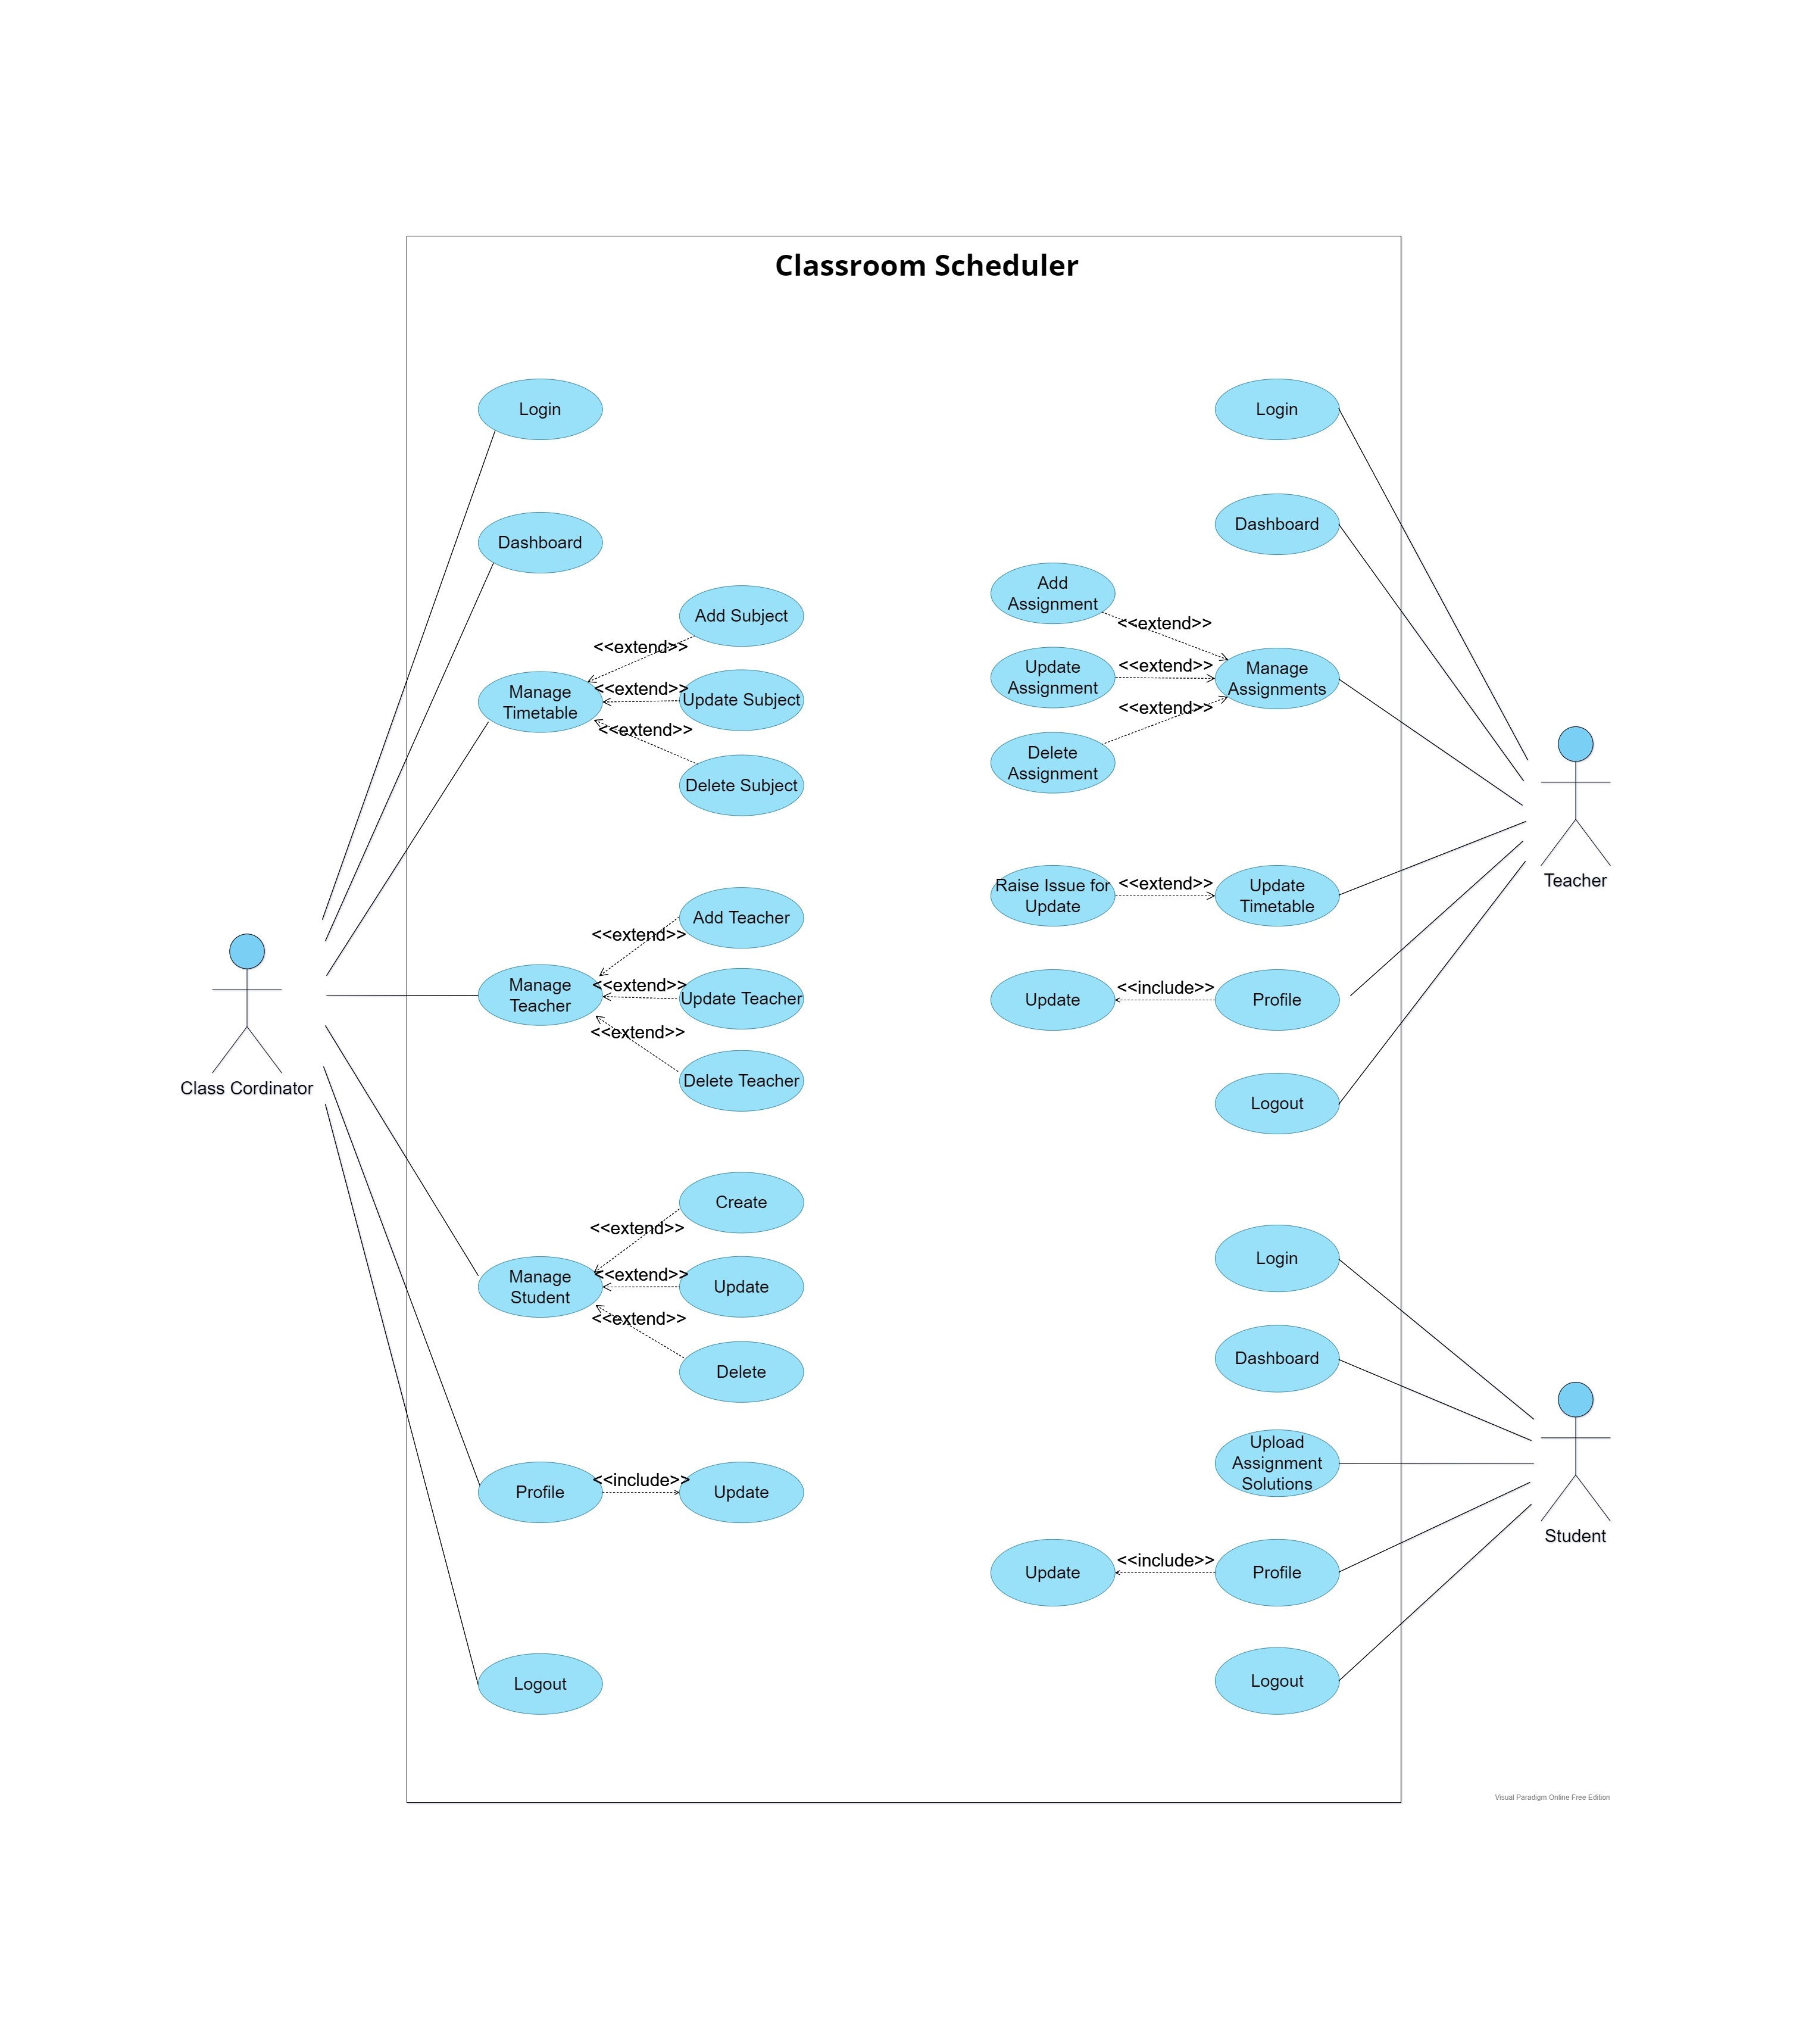 Classroom Scheduler
Login
Dashboard
Add Subject
<<extend>>
Manage
Timetable
<<extend>>
Update Subject
<<extend>>
Delete Subject
Add Teacher
<<extend>>
Manage
Teacher
<<extend>>
Update Teacher
<<extend>>
Delete Teacher
Class Cordinator
Create
<<extend>>
Manage
Student
<<extend>>
Update
<<extend>>
Delete
Profile
<<include>>
Update
Logout
Login
Dashboard
Add
Assignment
<<extend>>
Update
Assignment
<<extend>>
Manage
Assignments
<<extend>>
Delete
Assignment
Teacher
Raise Issue for
Update
<<extend>>
Update
Timetable
Update
<<include>>
Profile
Logout
Login
Dashboard
Upload
Assignment
Solutions
Student
Update
<<include>>
Profile
Logout
Visual Paradigm Online Free Edition